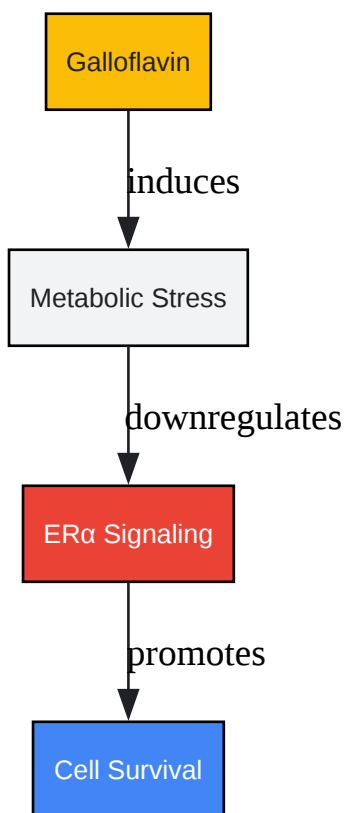 Galloflavin
induces
Metabolic Stress
downregulates
ERα Signaling
promotes
Cell Survival